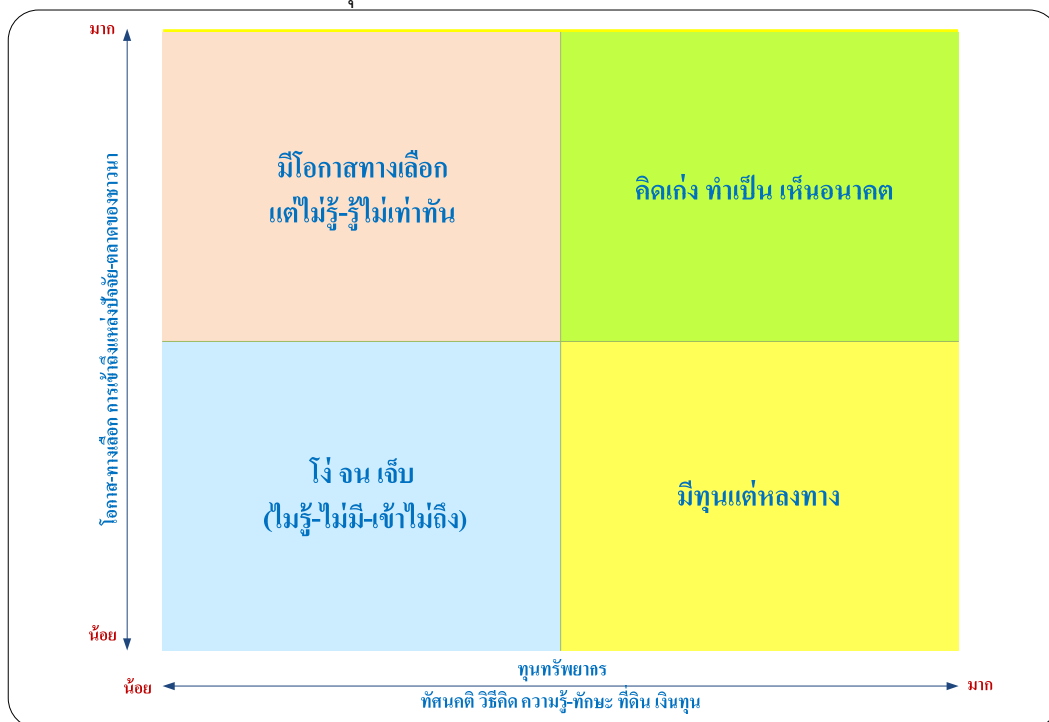 มาก
มีโอกาสทางเลือก
แต่ไม่รู้-รู้ไม่เท่าทัน
คิดเก่ง ทำเป็น เห็นอนาคต
โอกาส-ทางเลือก การเข้าถึงแหล่งปัจจัย-ตลาดของชาวนา
โง่ จน เจ็บ
(ไมรู้-ไม่มี-เข้าไม่ถึง)
มีทุนแต่หลงทาง
น้อย
ทุนทรัพยากร
น้อย
มาก
ทัศนคติ วิธีคิด ความรู้-ทักษะ ที่ดิน เงินทุน